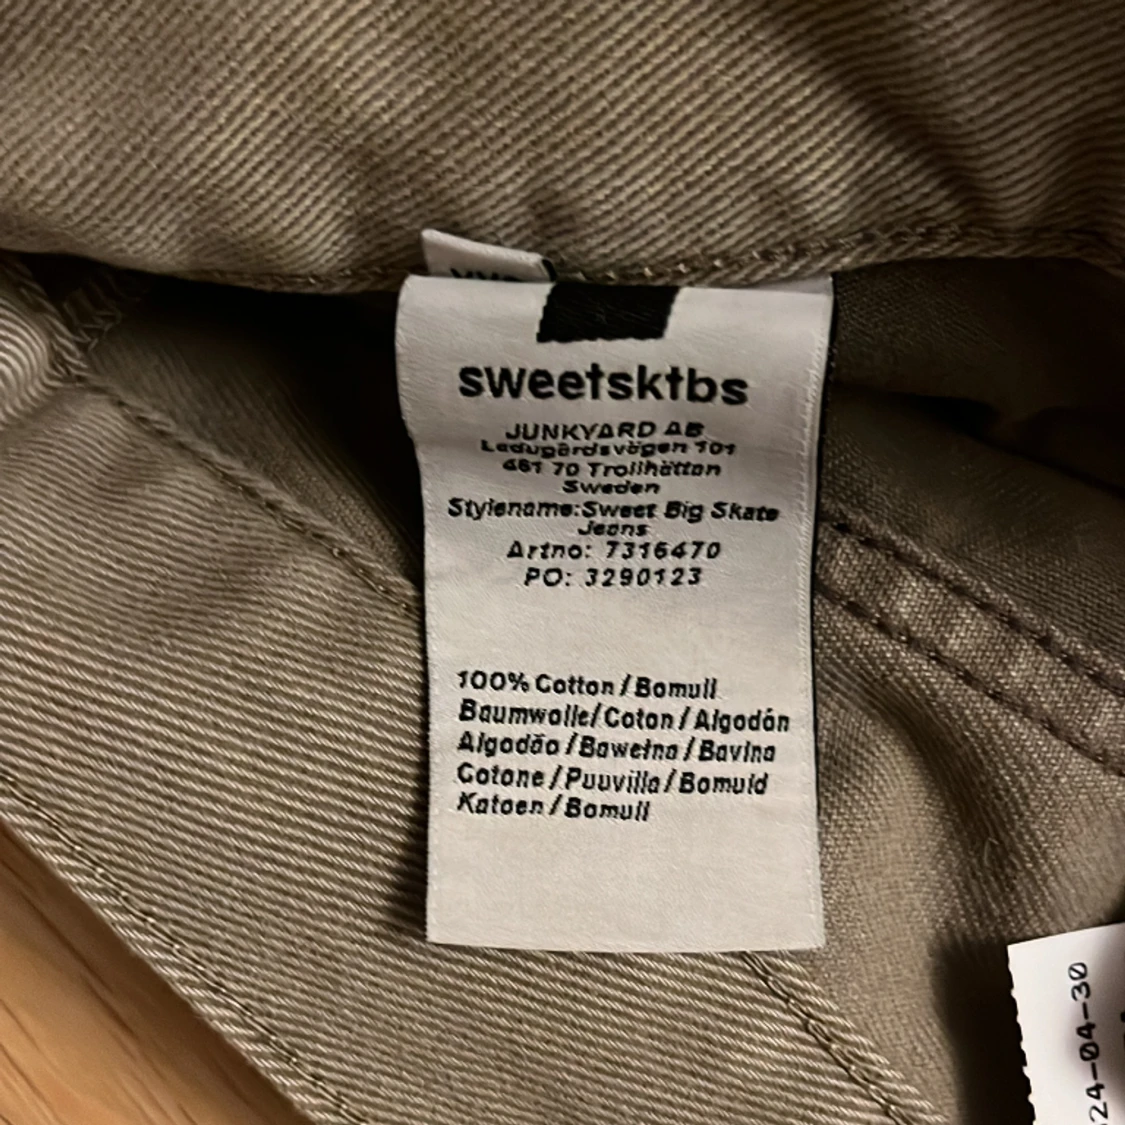 sweetsktbs
JUNKYARD AB
Ladugårdsvägen 101
461 70 Trollhättan
Sweden
Stylename:Sweet Big Skate
Jeans
Artno: 7316470
PO: 3290123
100% Cotton / Bomull
Baumwolle/ Coton / Algodón
Algodão / Bawełna / Bavlna
Cotone / Puuvilla / Bomuld
Katoen / Bomull
24-04-30